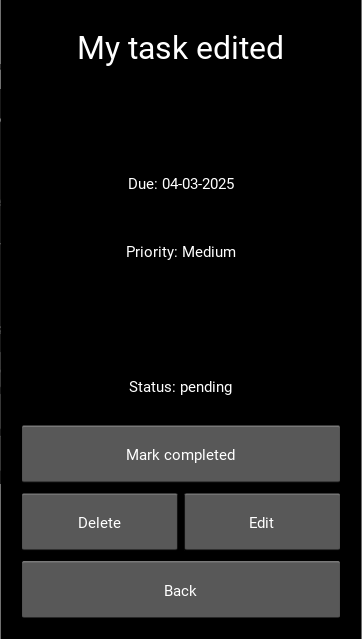 My task edited
Due: 04-03-2025
Priority: Medium
Status: pending
Mark completed
Delete
Edit
Back